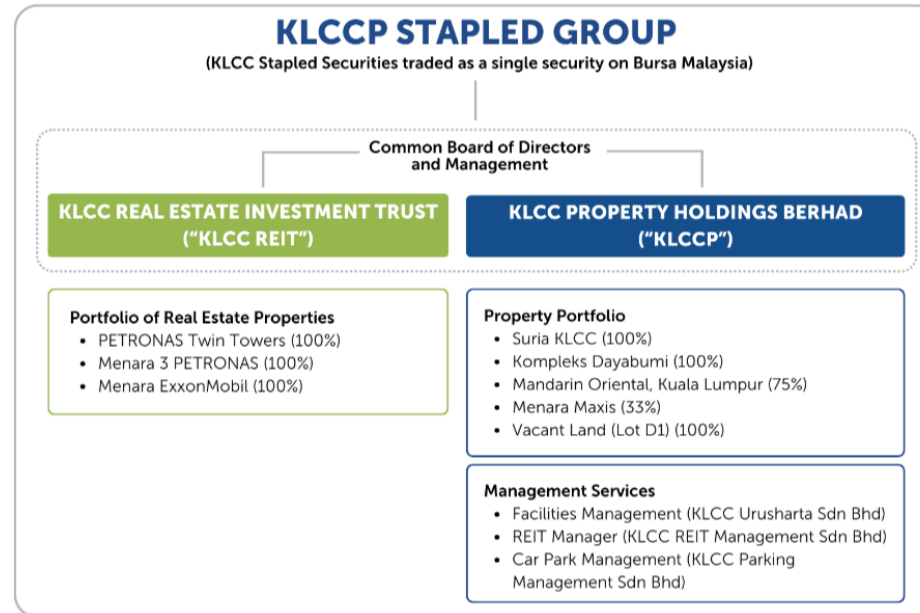 KLCCP STAPLED GROUP
(KLCC Stapled Securities traded as a single security on Bursa Malaysia)
Common Board of Directors
and Management
KLCC REAL ESTATE INVESTMENT TRUST
("KLCC REIT")
KLCC PROPERTY HOLDINGS BERHAD
("KLCCP")
Portfolio of Real Estate Properties
• PETRONAS Twin Towers (100%)
• Menara 3 PETRONAS (100%)
• Menara ExxonMobil (100%)
Property Portfolio
• Suria KLCC (100%)
• Kompleks Dayabumi (100%)
• Mandarin Oriental, Kuala Lumpur (75%)
• Menara Maxis (33%)
• Vacant Land (Lot D1) (100%)
Management Services
• Facilities Management (KLCC Urusharta Sdn Bhd)
• REIT Manager (KLCC REIT Management Sdn Bhd)
• Car Park Management (KLCC Parking
Management Sdn Bhd)